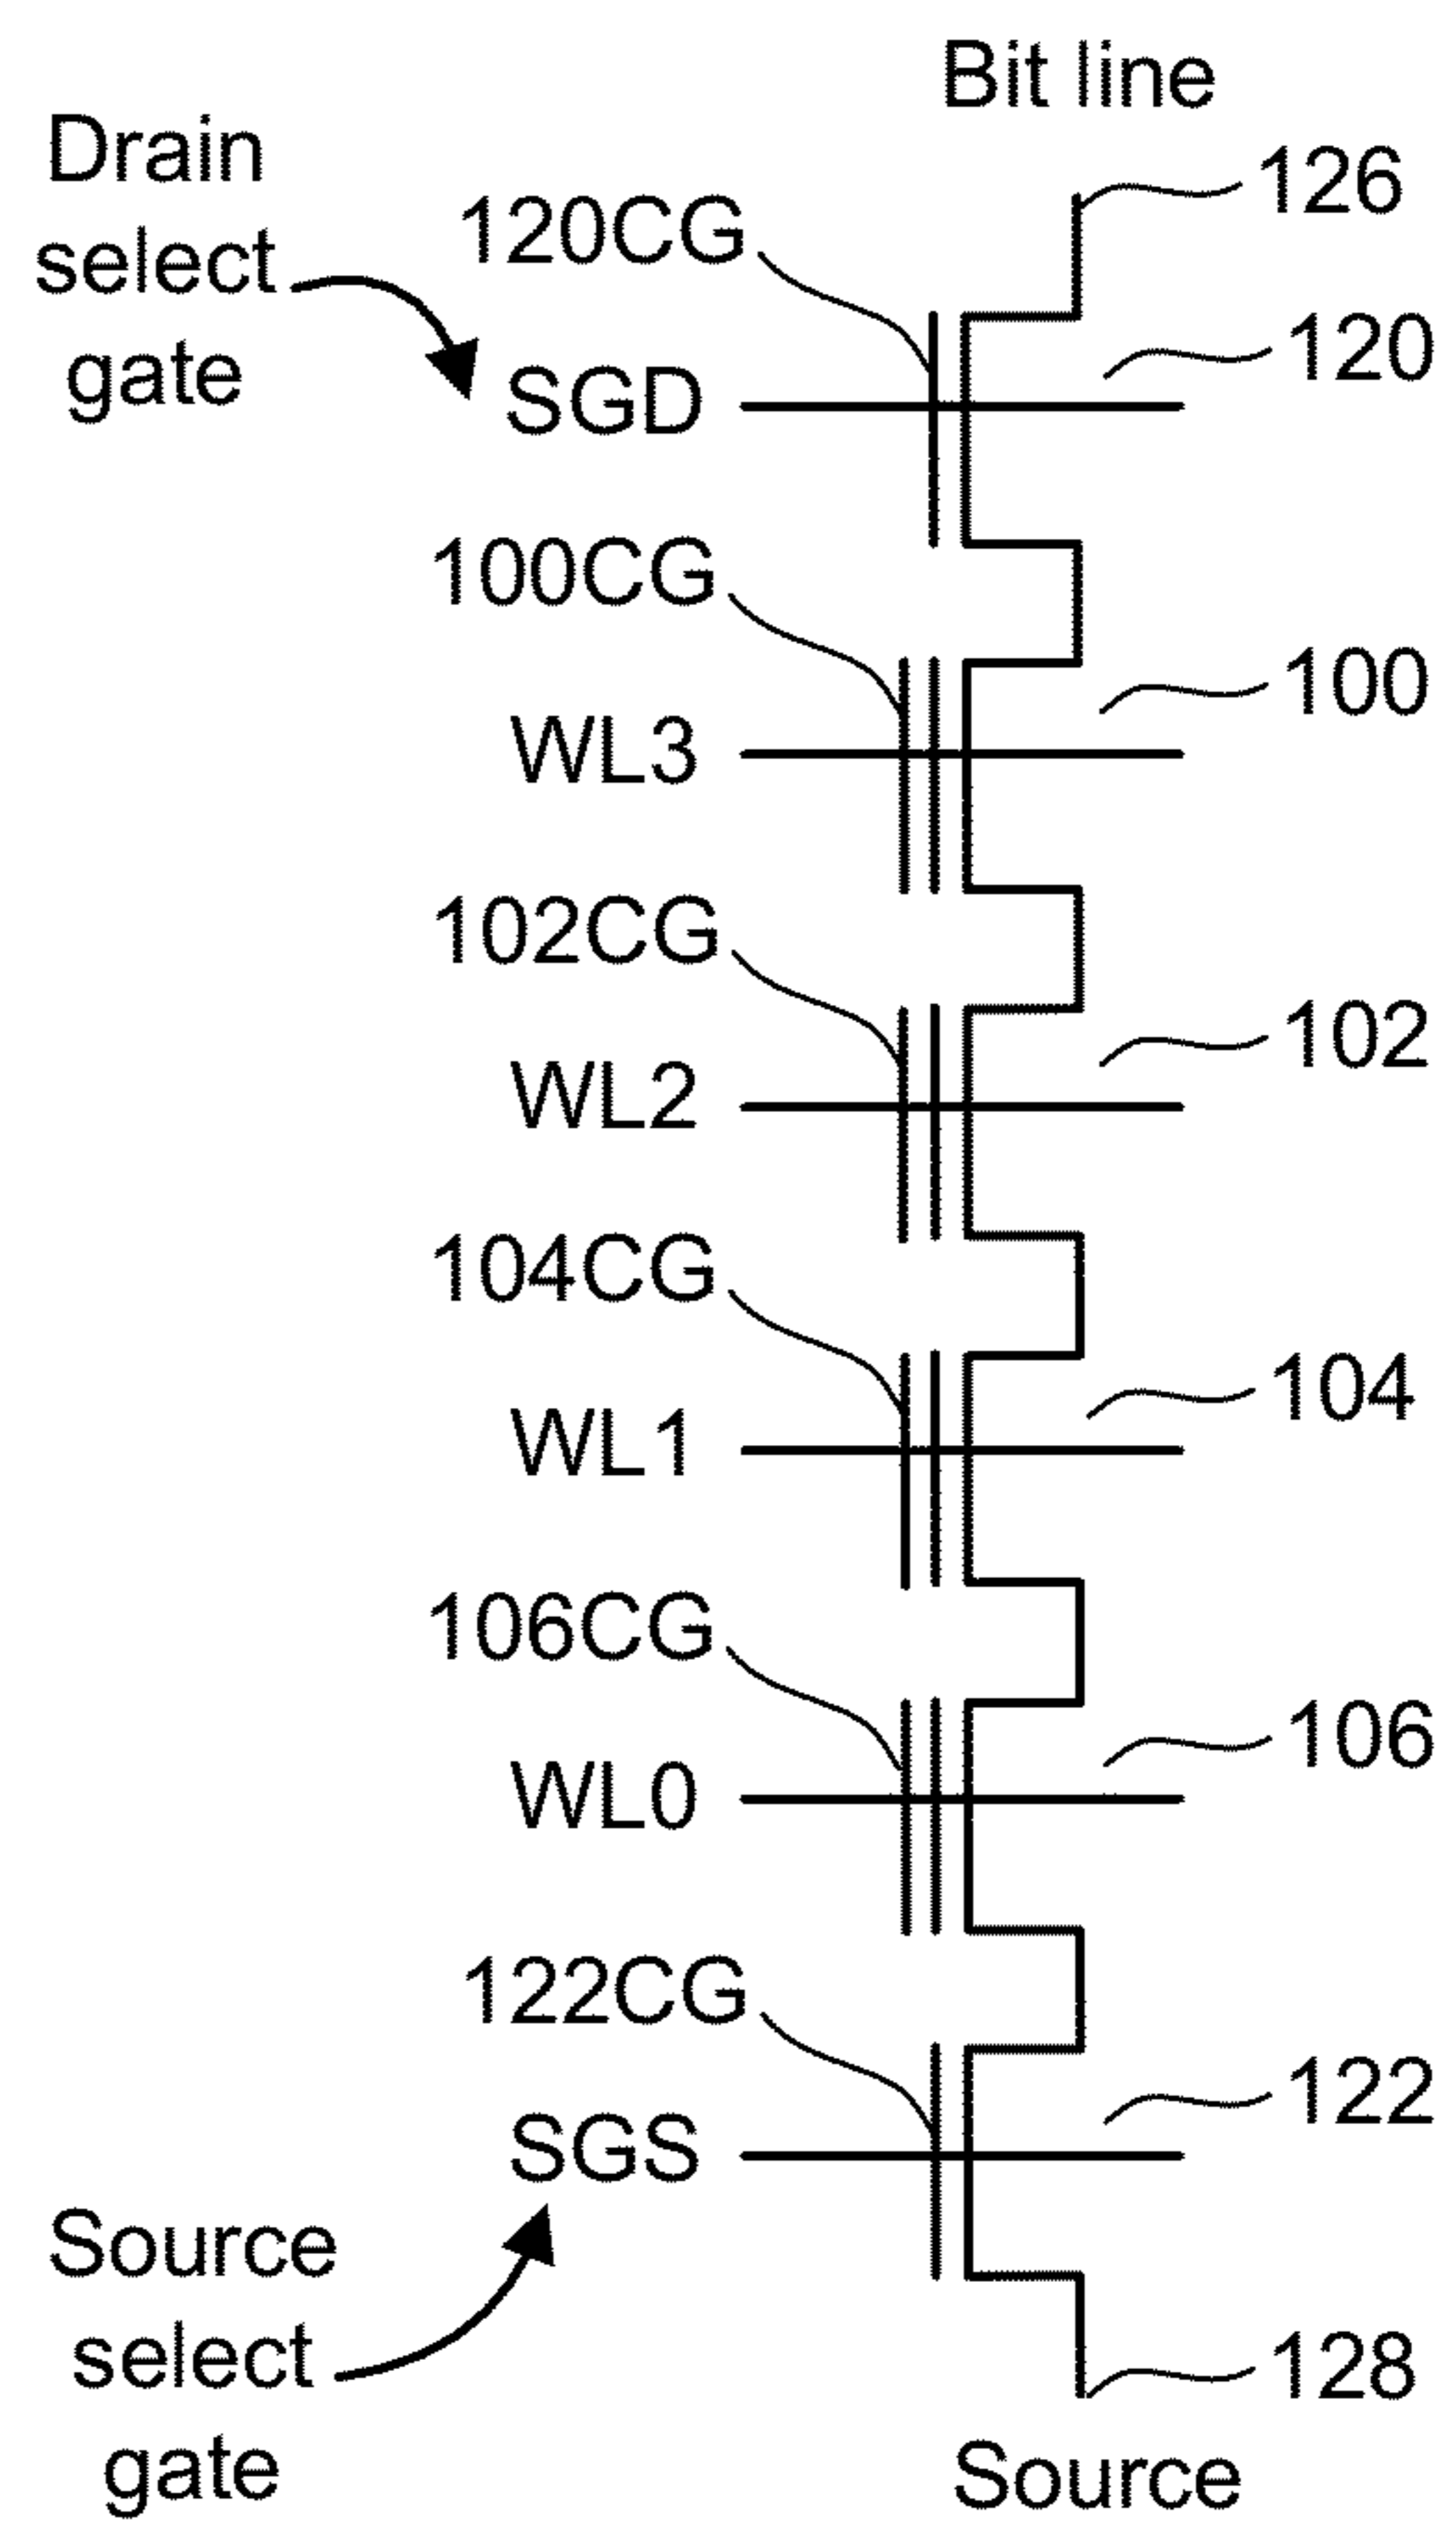 Bit line
126
Drain
select
gate
120CG
120
SGD
100CG
100
WL3
102CG
102
WL2
104CG
104
WL1
106CG
106
WL0
122CG
122
SGS
Source
select
gate
128
Source